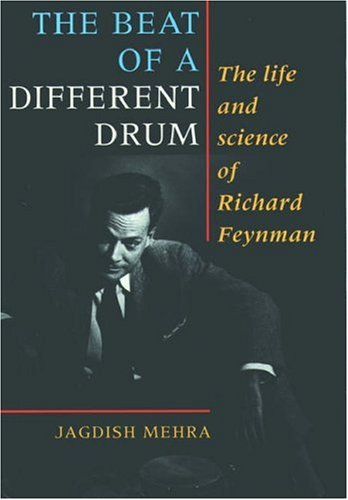 THE BEAT
OF A
DIFFERENT
DRUM
The life
and
science
of
Richard
Feynman
JAGDISH MEHRA